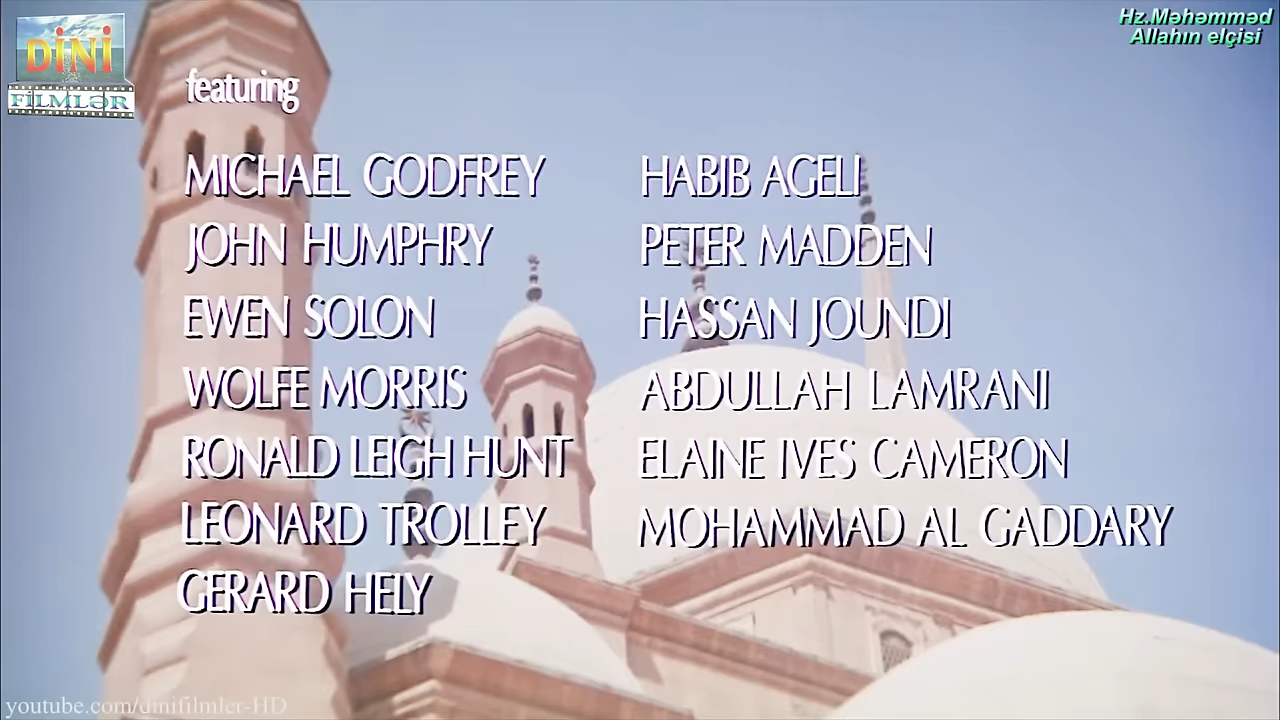 DİNİ
FILMLƏR
Hz.Məhəmməd
Allahın elçisi
featuring
MICHAEL GODFREY
JOHN HUMPHRY
EWEN SOLON
WOLFE MORRIS
RONALD LEIGH HUNT
LEONARD TROLLEY
GERARD HELY
HABIB AGELI
PETER MADDEN
HASSAN JOUNDI
ABDULLAH LAMRANI
ELAINE IVES CAMERON
MOHAMMAD AL GADDARY
youtube.com/dinifilmler-HD